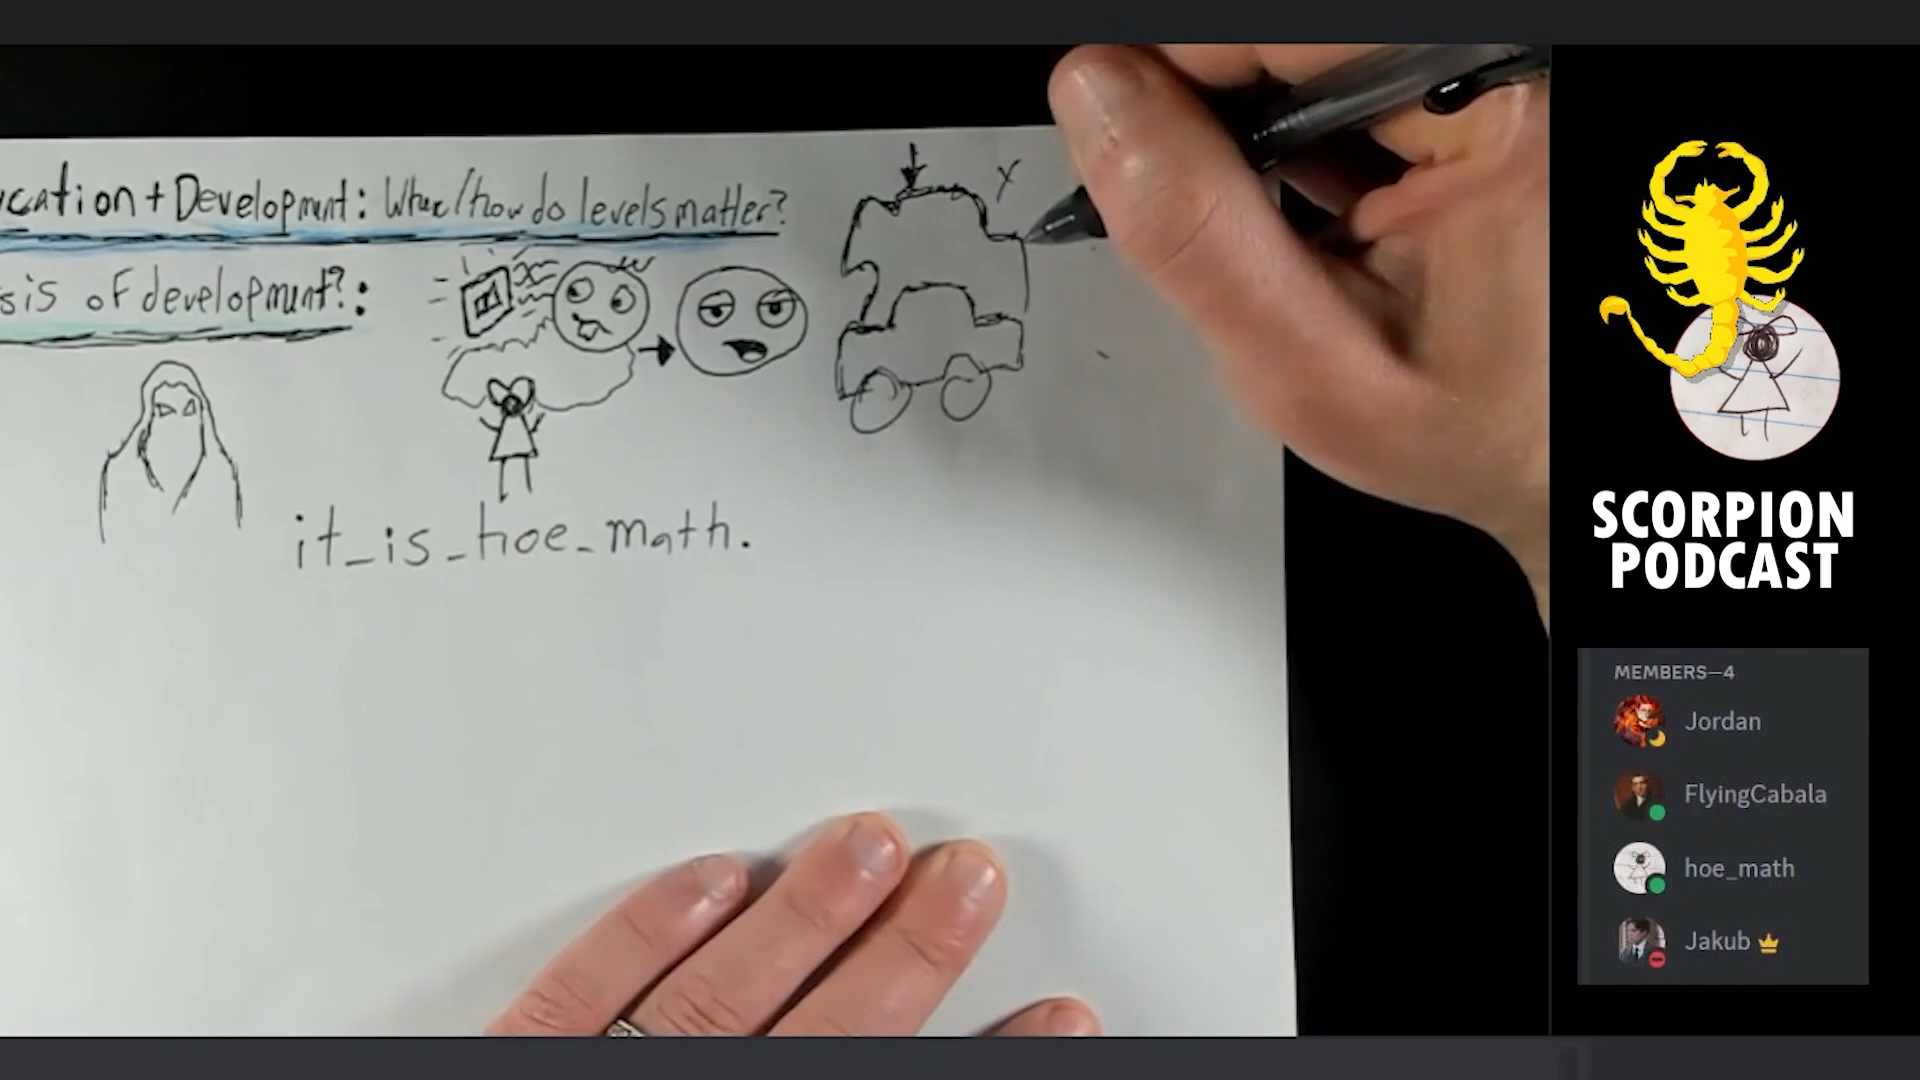 ucation + Development: When/how do levels matter?
sis of development?:
X
it_is_hoe_math.
SCORPION
PODCAST
MEMBERS—4
Jordan
FlyingCabala
hoe_math
Jakub